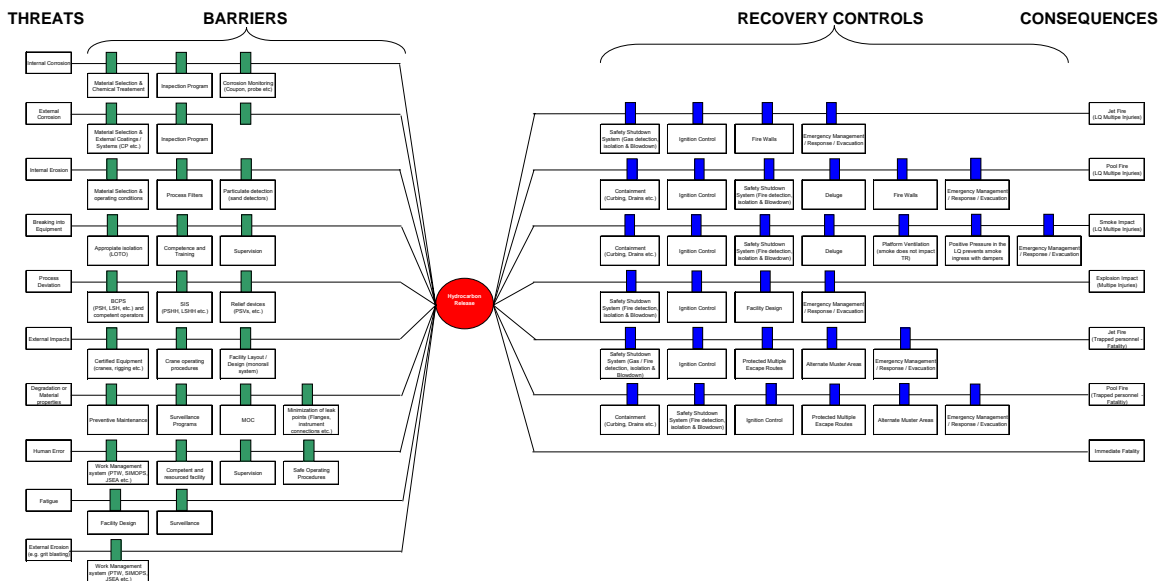 THREATS
BARRIERS
RECOVERY CONTROLS
CONSEQUENCES
Internal Corrosion
Material Selection &
Chemical Treatement
Inspection Program
Corrosion Monitoring
(Coupon, probe etc)
External
Corrosion
Material Selection &
External Coatings /
Systems (CP etc.)
Inspection Program
Internal Erosion
Material Selection &
operating conditions
Process Filters
Particulate detection
(sand detectors)
Breaking into
Equipment
Appropiate isolation
(LOTO)
Competence and
Training
Supervision
Process
Deviation
BCPS
(PSH, LSH, etc.) and
competent operators
SIS
(PSHH, LSHH etc.)
Relief devices
(PSVs, etc.)
External Impacts
Certified Equipment
(cranes, rigging etc.)
Crane operating
procedures
Facility Layout /
Design (monorail
system)
Degradation or
Material
properties
Preventive Maintenance
Surveillance
Programs
MOC
Minimization of leak
points (Flanges,
instrument
connections etc.)
Human Error
Work Management
system (PTW, SIMOPS,
JSEA etc.)
Competent and
resourced facility
Supervision
Safe Operating
Procedures
Fatigue
Facility Design
Surveillance
External Erosion
(e.g. grit blasting)
Work Management
system (PTW, SIMOPS,
JSEA etc.)
Hydrocarbon
Release
Safety Shutdown
System (Gas detection,
isolation & Blowdown)
Ignition Control
Fire Walls
Emergency Management
/ Response / Evacuation
Jet Fire
(LQ Multipe Injuries)
Containment
(Curbing, Drains etc.)
Ignition Control
Safety Shutdown
System (Fire detection,
isolation & Blowdown)
Deluge
Fire Walls
Emergency Management
/ Response / Evacuation
Pool Fire
(LQ Multipe Injuries)
Containment
(Curbing, Drains etc.)
Ignition Control
Safety Shutdown
System (Fire detection,
isolation & Blowdown)
Deluge
Platform Ventilation
(smoke does not impact
TR)
Positive Pressure in the
LQ prevents smoke
ingress with dampers
Emergency Management
/ Response / Evacuation
Smoke Impact
(LQ Multipe Injuries)
Safety Shutdown
System (Fire detection,
isolation & Blowdown)
Ignition Control
Facility Design
Emergency Management
/ Response / Evacuation
Explosion Impact
(Multipe Injuries)
Safety Shutdown
System (Gas / Fire
detection, isolation &
Blowdown)
Ignition Control
Protected Multiple
Escape Routes
Alternate Muster Areas
Emergency Management
/ Response / Evacuation
Jet Fire
(Trapped personnel -
Fatality)
Containment
(Curbing, Drains etc.)
Safety Shutdown
System (Fire detection,
isolation & Blowdown)
Ignition Control
Protected Multiple
Escape Routes
Alternate Muster Areas
Emergency Management
/ Response / Evacuation
Pool Fire
(Trapped personnel -
Fatality)
Immediate Fatality